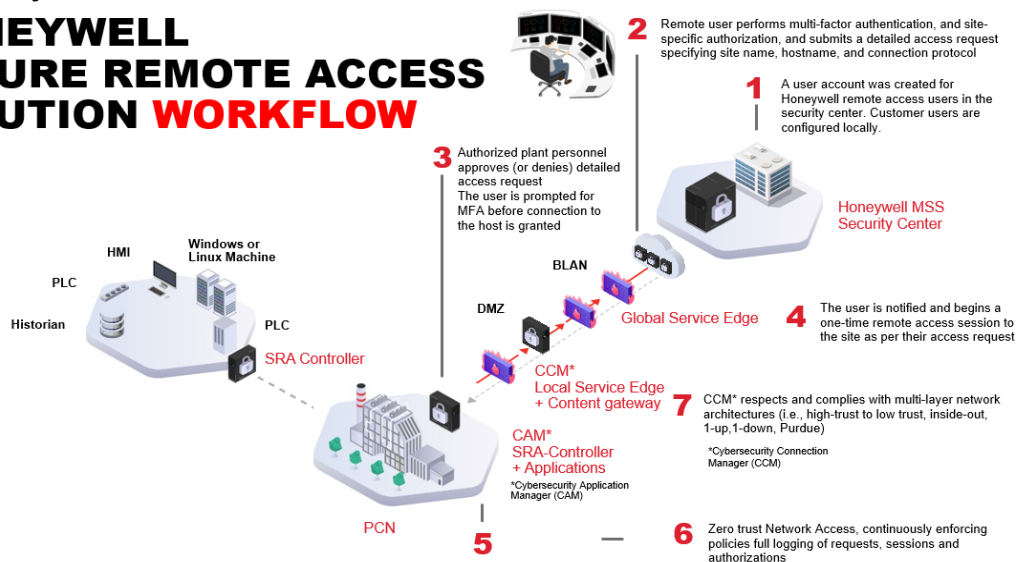 NEYWELL
URE REMOTE ACCESS
UTION WORKFLOW
2
Remote user performs multi-factor authentication, and site-
specific authorization, and submits a detailed access request
specifying site name, hostname, and connection protocol
1
A user account was created for
Honeywell remote access users in the
security center. Customer users are
configured locally.
3
Authorized plant personnel
approves (or denies) detailed
access request
The user is prompted for
MFA before connection to
the host is granted
Honeywell MSS
Security Center
HMI
Windows or
Linux Machine
PLC
Historian
PLC
SRA Controller
BLAN
DMZ
Global Service Edge
4
The user is notified and begins a
one-time remote access session to
the site as per their access request
CCM*
Local Service Edge
+ Content gateway
7
CCM* respects and complies with multi-layer network
architectures (i.e., high-trust to low trust, inside-out,
1-up,1-down, Purdue)
*Cybersecurity Connection
Manager (CCM)
CAM*
SRA-Controller
+ Applications
*Cybersecurity Application
Manager (CAM)
PCN
5
6
Zero trust Network Access, continuously enforcing
policies full logging of requests, sessions and
authorizations